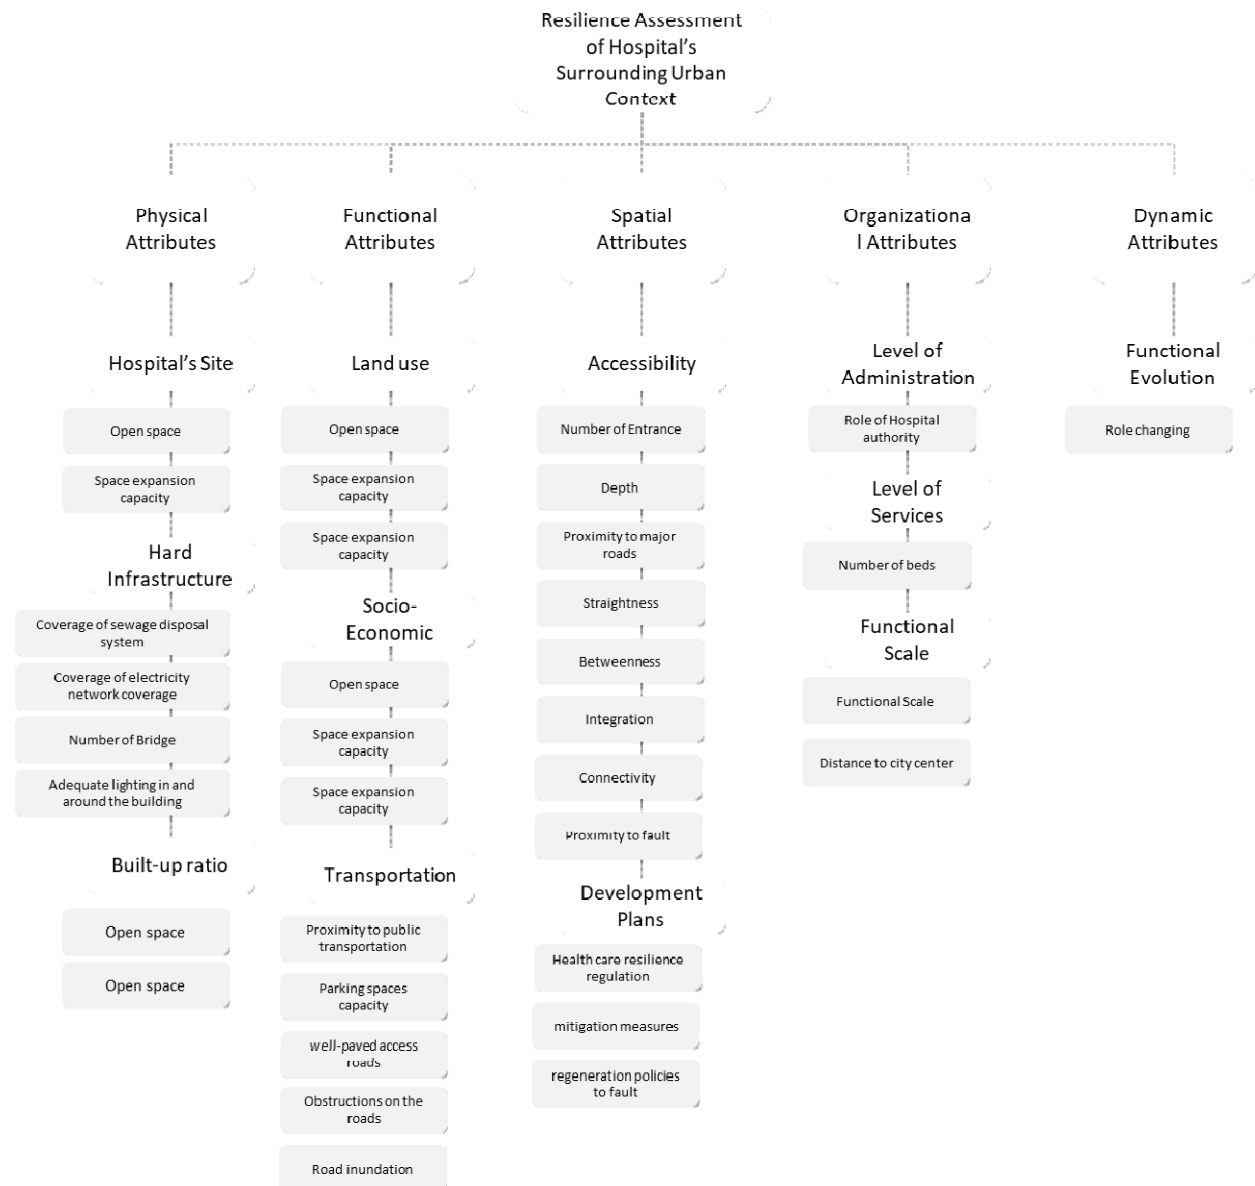 Resilience Assessment
of Hospital's
Surrounding Urban
Context
Physical
Attributes
Hospital's Site
Open space
Space expansion
capacity
Hard
Infrastructure
Coverage of sewage disposal
system
Coverage of electricity
network coverage
Number of Bridge
Adequate lighting in and
around the building
Built-up ratio
Open space
Open space
Functional
Attributes
Land use
Open space
Space expansion
capacity
Space expansion
capacity
Socio-
Economic
Open space
Space expansion
capacity
Space expansion
capacity
Transportation
Proximity to public
transportation
Parking spaces
capacity
well-paved access
roads
Obstructions on the
roads
Road inundation
Spatial
Attributes
Accessibility
Number of Entrance
Depth
Proximity to major
roads
Straightness
Betweenness
Integration
Connectivity
Proximity to fault
Development
Plans
Health care resilience
regulation
mitigation measures
regeneration policies
to fault
Organizationa
l Attributes
Level of
Administration
Role of Hospital
authority
Level of
Services
Number of beds
Functional
Scale
Functional Scale
Distance to city center
Dynamic
Attributes
Functional
Evolution
Role changing